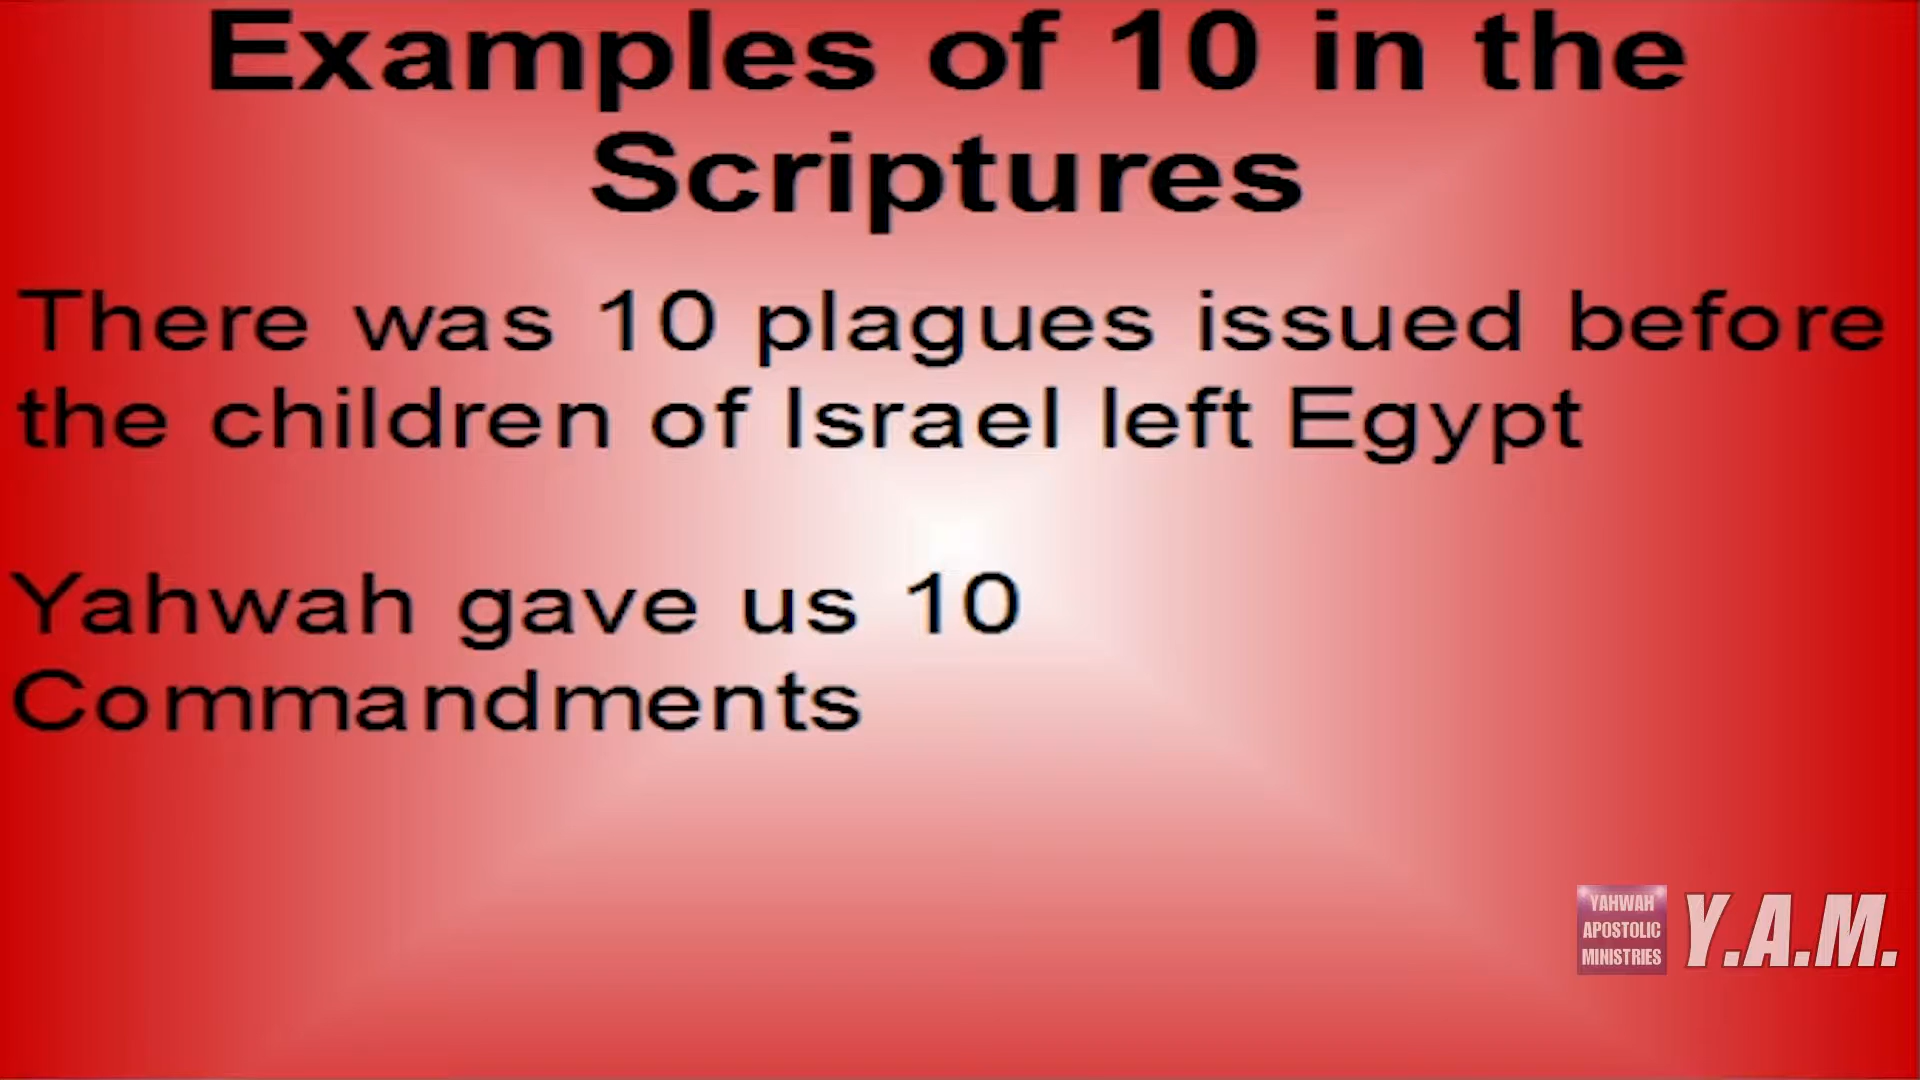 Examples of 10 in the
Scriptures
There was 10 plagues issued before
the children of Israel left Egypt
Yahwah gave us 10
Commandments
YAHWAH
APOSTOLIC
MINISTRIES
Y.A.M.